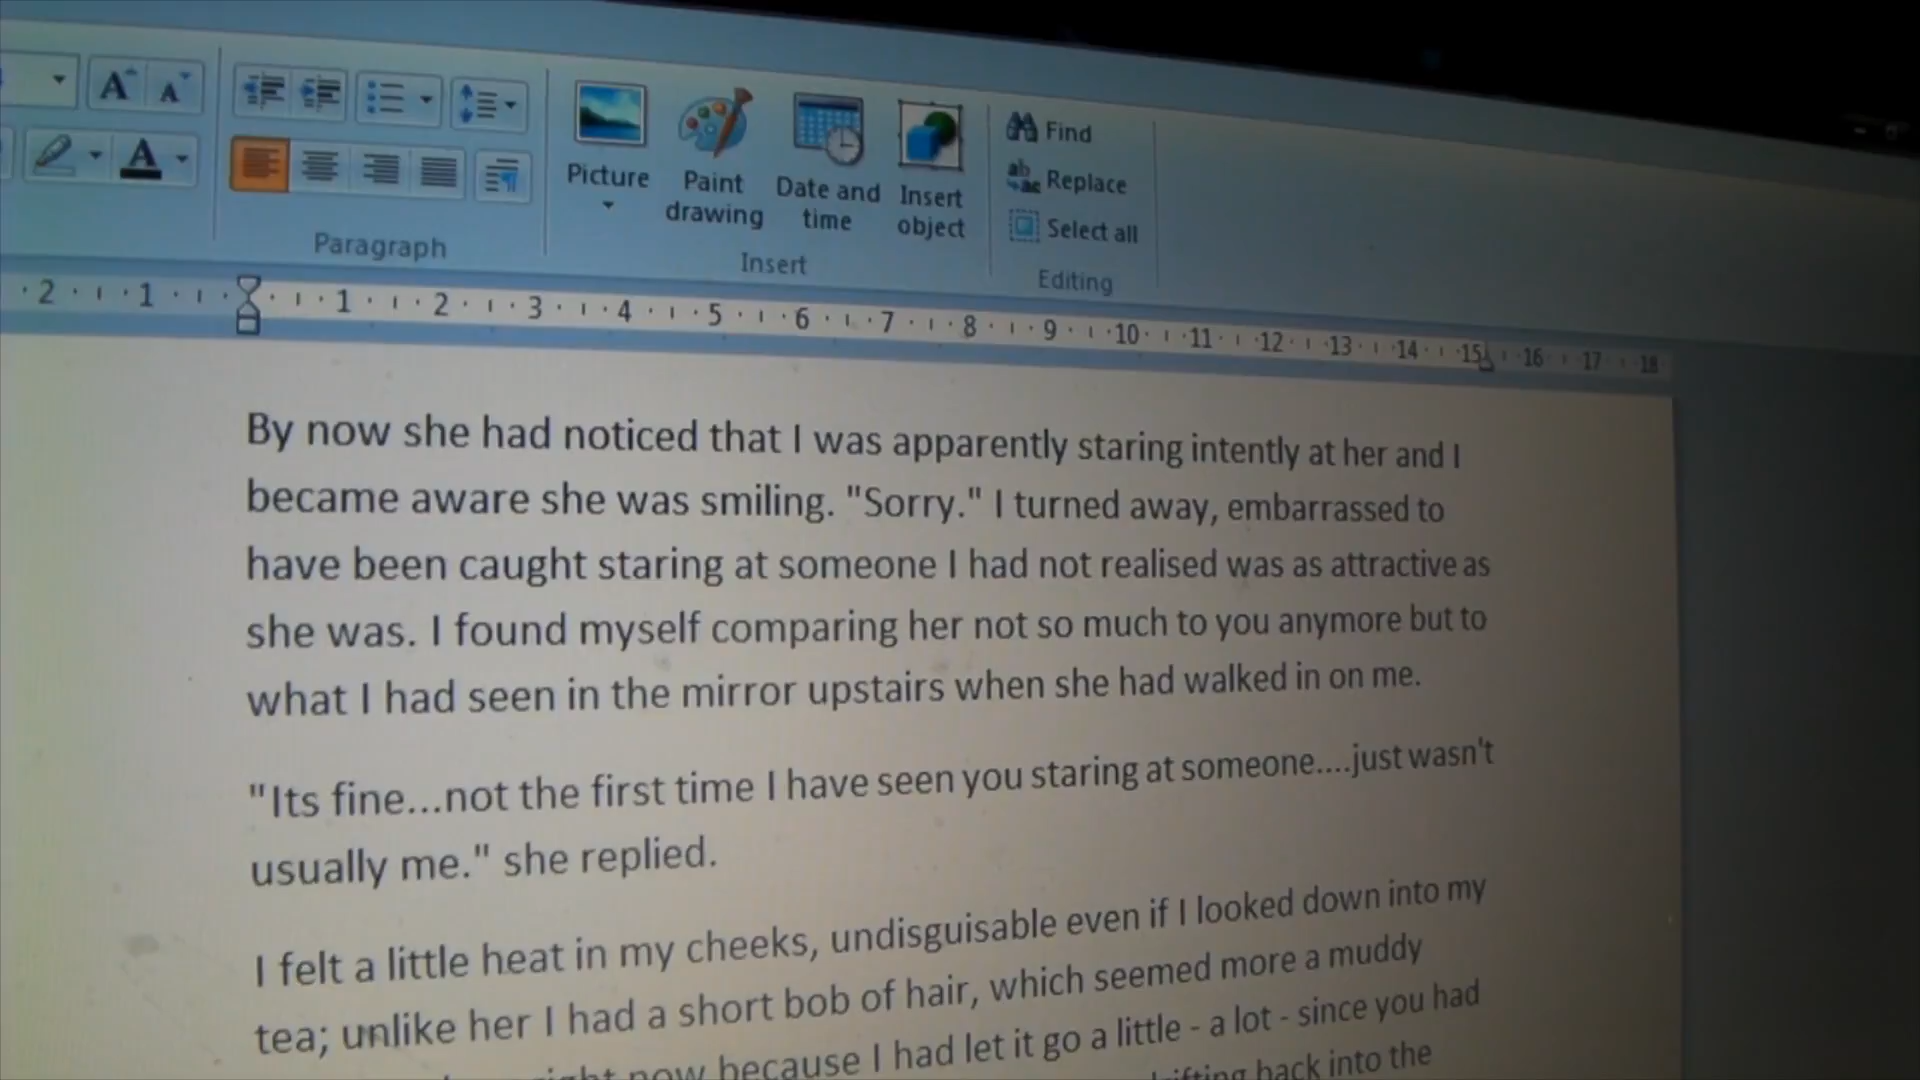 A A
Picture
Paint drawing
Date and time
Insert object
Find
Replace
Select all
Paragraph
Insert
Editing
2 1 1 2 3 4 5 6 7 8 9 10 11 12 13 14 15 16 17 18
By now she had noticed that I was apparently staring intently at her and I
became aware she was smiling. "Sorry." I turned away, embarrassed to
have been caught staring at someone I had not realised was as attractive as
she was. I found myself comparing her not so much to you anymore but to
what I had seen in the mirror upstairs when she had walked in on me.
"Its fine...not the first time I have seen you staring at someone....just wasn't
usually me." she replied.
I felt a little heat in my cheeks, undisguisable even if I looked down into my
tea; unlike her I had a short bob of hair, which seemed more a muddy
now because I had let it go a little - a lot - since you had
back into the